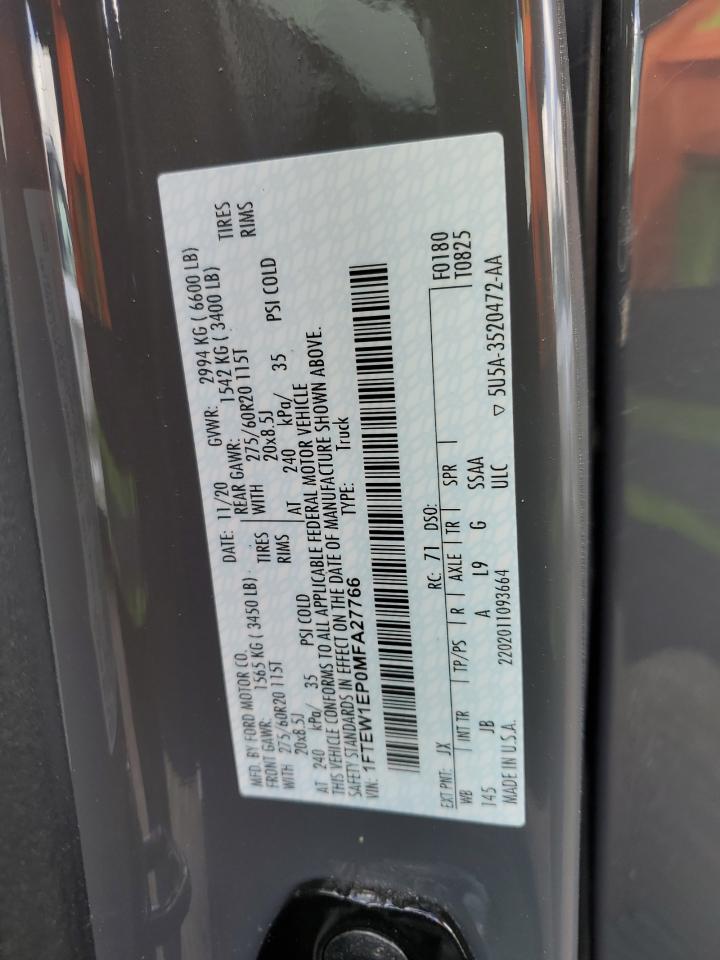 MFD. BY FORD MOTOR CO. DATE: 11/20 GVWR: 2994 KG ( 6600 LB)
FRONT GAWR: 1565 KG ( 3450 LB) REAR GAWR: 1542 KG ( 3400 LB)
WITH 275/60R20 115T TIRES WITH 275/60R20 115T TIRES
20x8.5J RIMS 20x8.5J RIMS
AT 240 kPa/ 35 PSI COLD AT 240 kPa/ 35 PSI COLD
THIS VEHICLE CONFORMS TO ALL APPLICABLE FEDERAL MOTOR VEHICLE
SAFETY STANDARDS IN EFFECT ON THE DATE OF MANUFACTURE SHOWN ABOVE.
VIN: 1FTEW1EP0MFA27766 TYPE: Truck
EXT PNT: JX RC: 71 DSO: F0180
WB INT TR TP/PS R AXLE TR SPR T0825
145 JB A L9 G SSAA
MADE IN U.S.A. 2202011093664 ULC ▽ 5U5A-3520472-AA